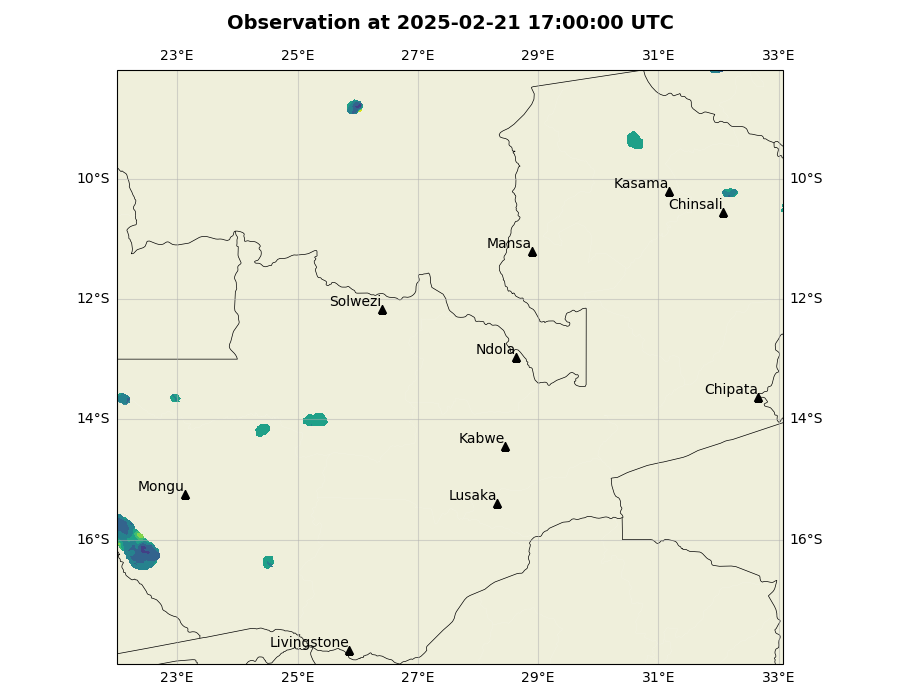 Observation at 2025-02-21 17:00:00 UTC
23°E 25°E 27°E 29°E 31°E 33°E
10°S 10°S
Kasama
Chinsali
Mansa
12°S 12°S
Solwezi
Ndola
Chipata
14°S 14°S
Kabwe
Mongu
Lusaka
16°S 16°S
Livingstone
23°E 25°E 27°E 29°E 31°E 33°E